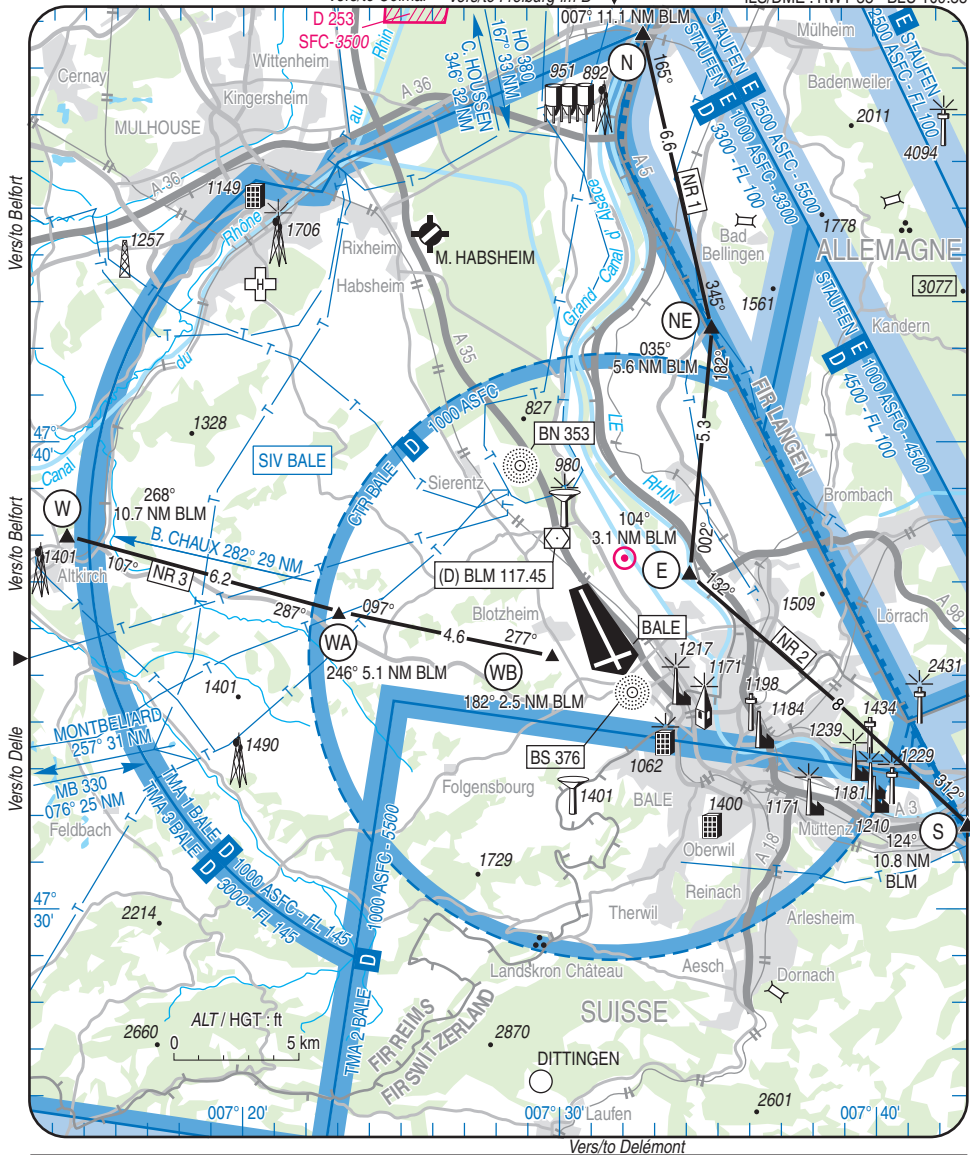 Vers/to Freiburg im B
D 253
SFC-3500
007° 11.1 NM BLM
Rhin
Cernay
Wittenheim
Kingersheim
MULHOUSE
A 36
A-36
au
HO 380
167° 33 NM
C. HOUSSEN
346° 32 NM
951
892
N
165°
6.6
NR 1
345°
Mülheim
Badenweiler
2011
4094
STAUFEN
2500 ASFC - FL 100
E
STAUFEN E 2500 ASFC - 5500
STAUFEN E 1000 ASFC - 3300
D 3300 - FL 100
1778
ALLEMAGNE
3077
Kandern
1561
Bad
Bellingen
A 5
Grand Canal d' Alsace
1149
1706
1257
Rhône
Rixheim
Habsheim
M. HABSHEIM
H
A 35
NE
035°
5.6 NM BLM
182°
5.3
002°
FIR LANGEN
STAUFEN E 1000 ASFC - 4500
D 4500 - FL 100
Vers/to Belfort
du
Canal
1328
47°
40'
SIV BALE
CTR BALE D 1000 ASFC
827
BN 353
Sierentz
980
LE
RHIN
Brombach
W
268°
10.7 NM BLM
B. CHAUX 282° 29 NM
1401
Altkirch
107°
NR 3
6.2
287°
097°
4.6
277°
(D) BLM 117.45
104°
3.1 NM BLM
E
132°
1509
Lörrach
A 98
Vers/to Belfort
Blotzheim
WA
246° 5.1 NM BLM
WB
182° 2.5 NM BLM
BALE
NR 2
8
2431
1217
1171
1198
1184
1434
1239
1229
312°
1401
MONTBELIARD
257° 31 NM
MB 330
076° 25 NM
1490
BS 376
1062
Folgensbourg
1401
BALE
1400
1171
1181
1210
A 3
S
124°
10.8 NM
BLM
Muttenz
Oberwil
A 18
Vers/to Delle
Feldbach
TMA 1 BALE D 1000 ASFC - FL 145
TMA 3 BALE D 3000 - FL 145
TMA 2 BALE D 1000 ASFC - 5500
1729
47°
30'
2214
Therwil
Reinach
Arlesheim
Landskron Château
Aesch
Dornach
SUISSE
2660
ALT / HGT : ft
0 5 km
FIR REIMS
FIR SWITZERLAND
2870
DITTINGEN
2601
007° 20'
007° 30'
Laufen
007° 40'
Vers/to Delémont